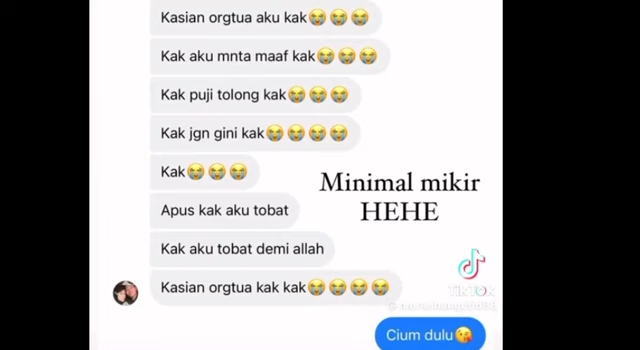 Kasian orgtua aku kak😭😭😭
Kak aku mnta maaf kak😭😭😭
Kak puji tolong kak😭😭😭
Kak jgn gini kak😭😭😭😭
Kak😭😭😭
Minimal mikir
HEHE
Apus kak aku tobat
Kak aku tobat demi allah
Kasian orgtua kak kak😭😭😭😭
TikTok
Cium dulu😘